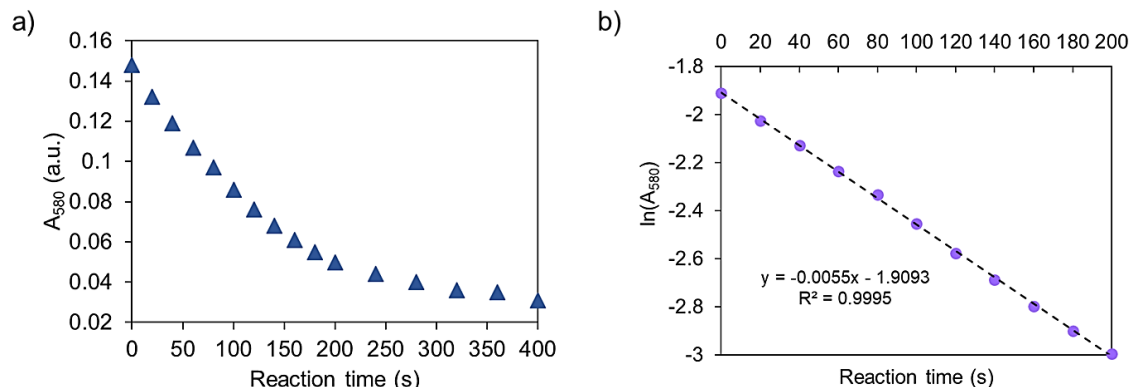 a)
0.16
0.14
0.12
0.1
0.08
0.06
0.04
0.02
A₅₈₀ (a.u.)
0 50 100 150 200 250 300 350 400
Reaction time (s)
b)
0 20 40 60 80 100 120 140 160 180 200
-1.8
-2
-2.2
-2.4
-2.6
-2.8
-3
ln(A₅₈₀)
y = -0.0055x - 1.9093
R² = 0.9995
Reaction time (s)